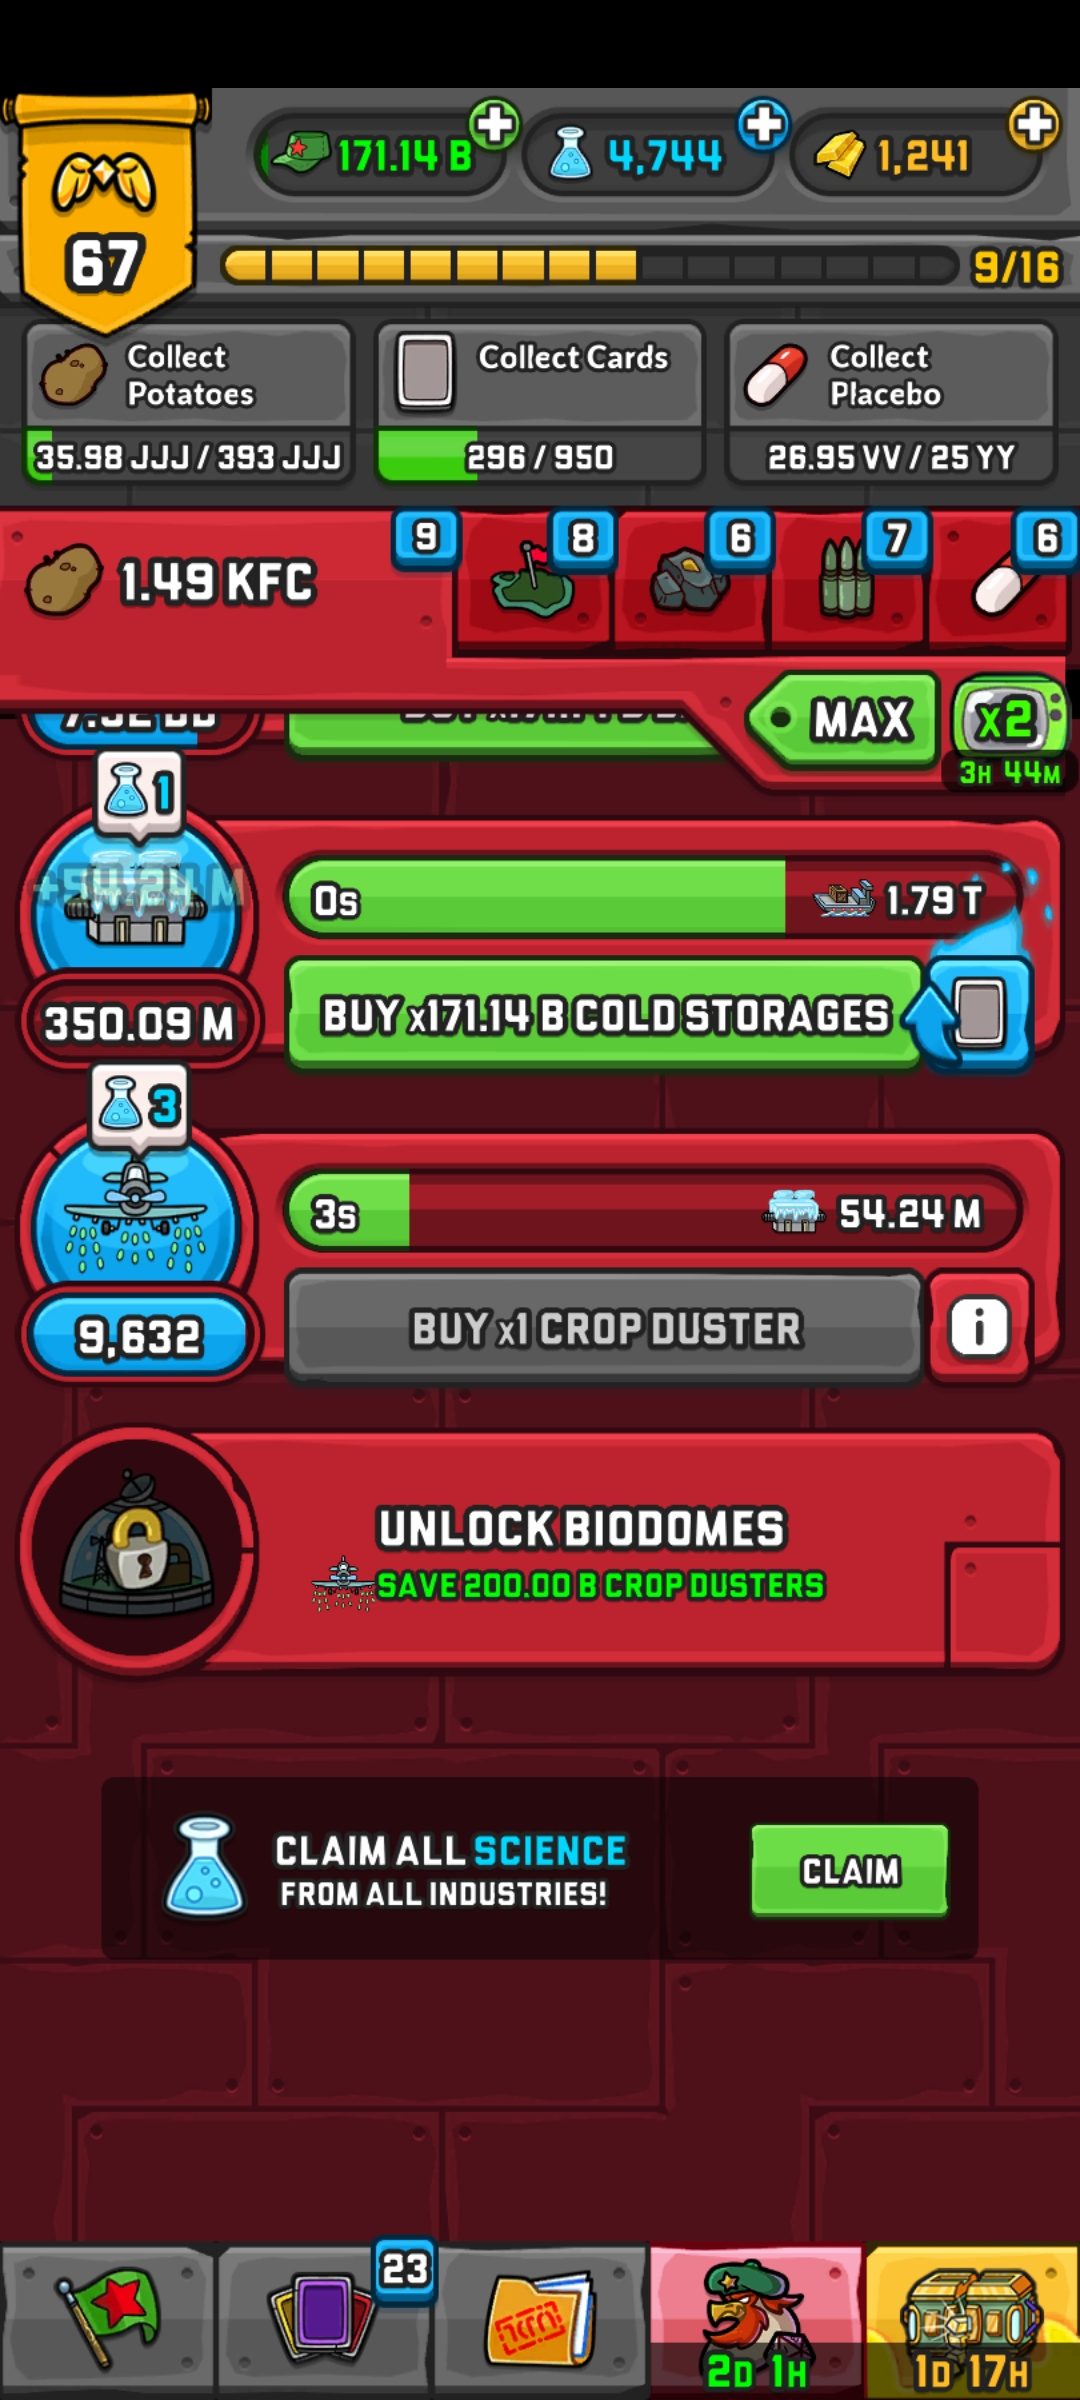 171.14 B
4,744
1,241
67
9/16
Collect
Potatoes
35.98 JJJ / 393 JJJ
Collect Cards
296 / 950
Collect
Placebo
26.95 VV / 25 YY
1.49 KFC
9
8
6
7
6
MAX
x2
3H 44M
1
+54.24 M
0s
1.79 T
350.09 M
BUY x171.14 B COLD STORAGES
3
3s
54.24 M
9,632
BUY x1 CROP DUSTER
i
UNLOCK BIODOMES
SAVE 200.00 B CROP DUSTERS
CLAIM ALL SCIENCE
FROM ALL INDUSTRIES!
CLAIM
23
2D 1H
1D 17H